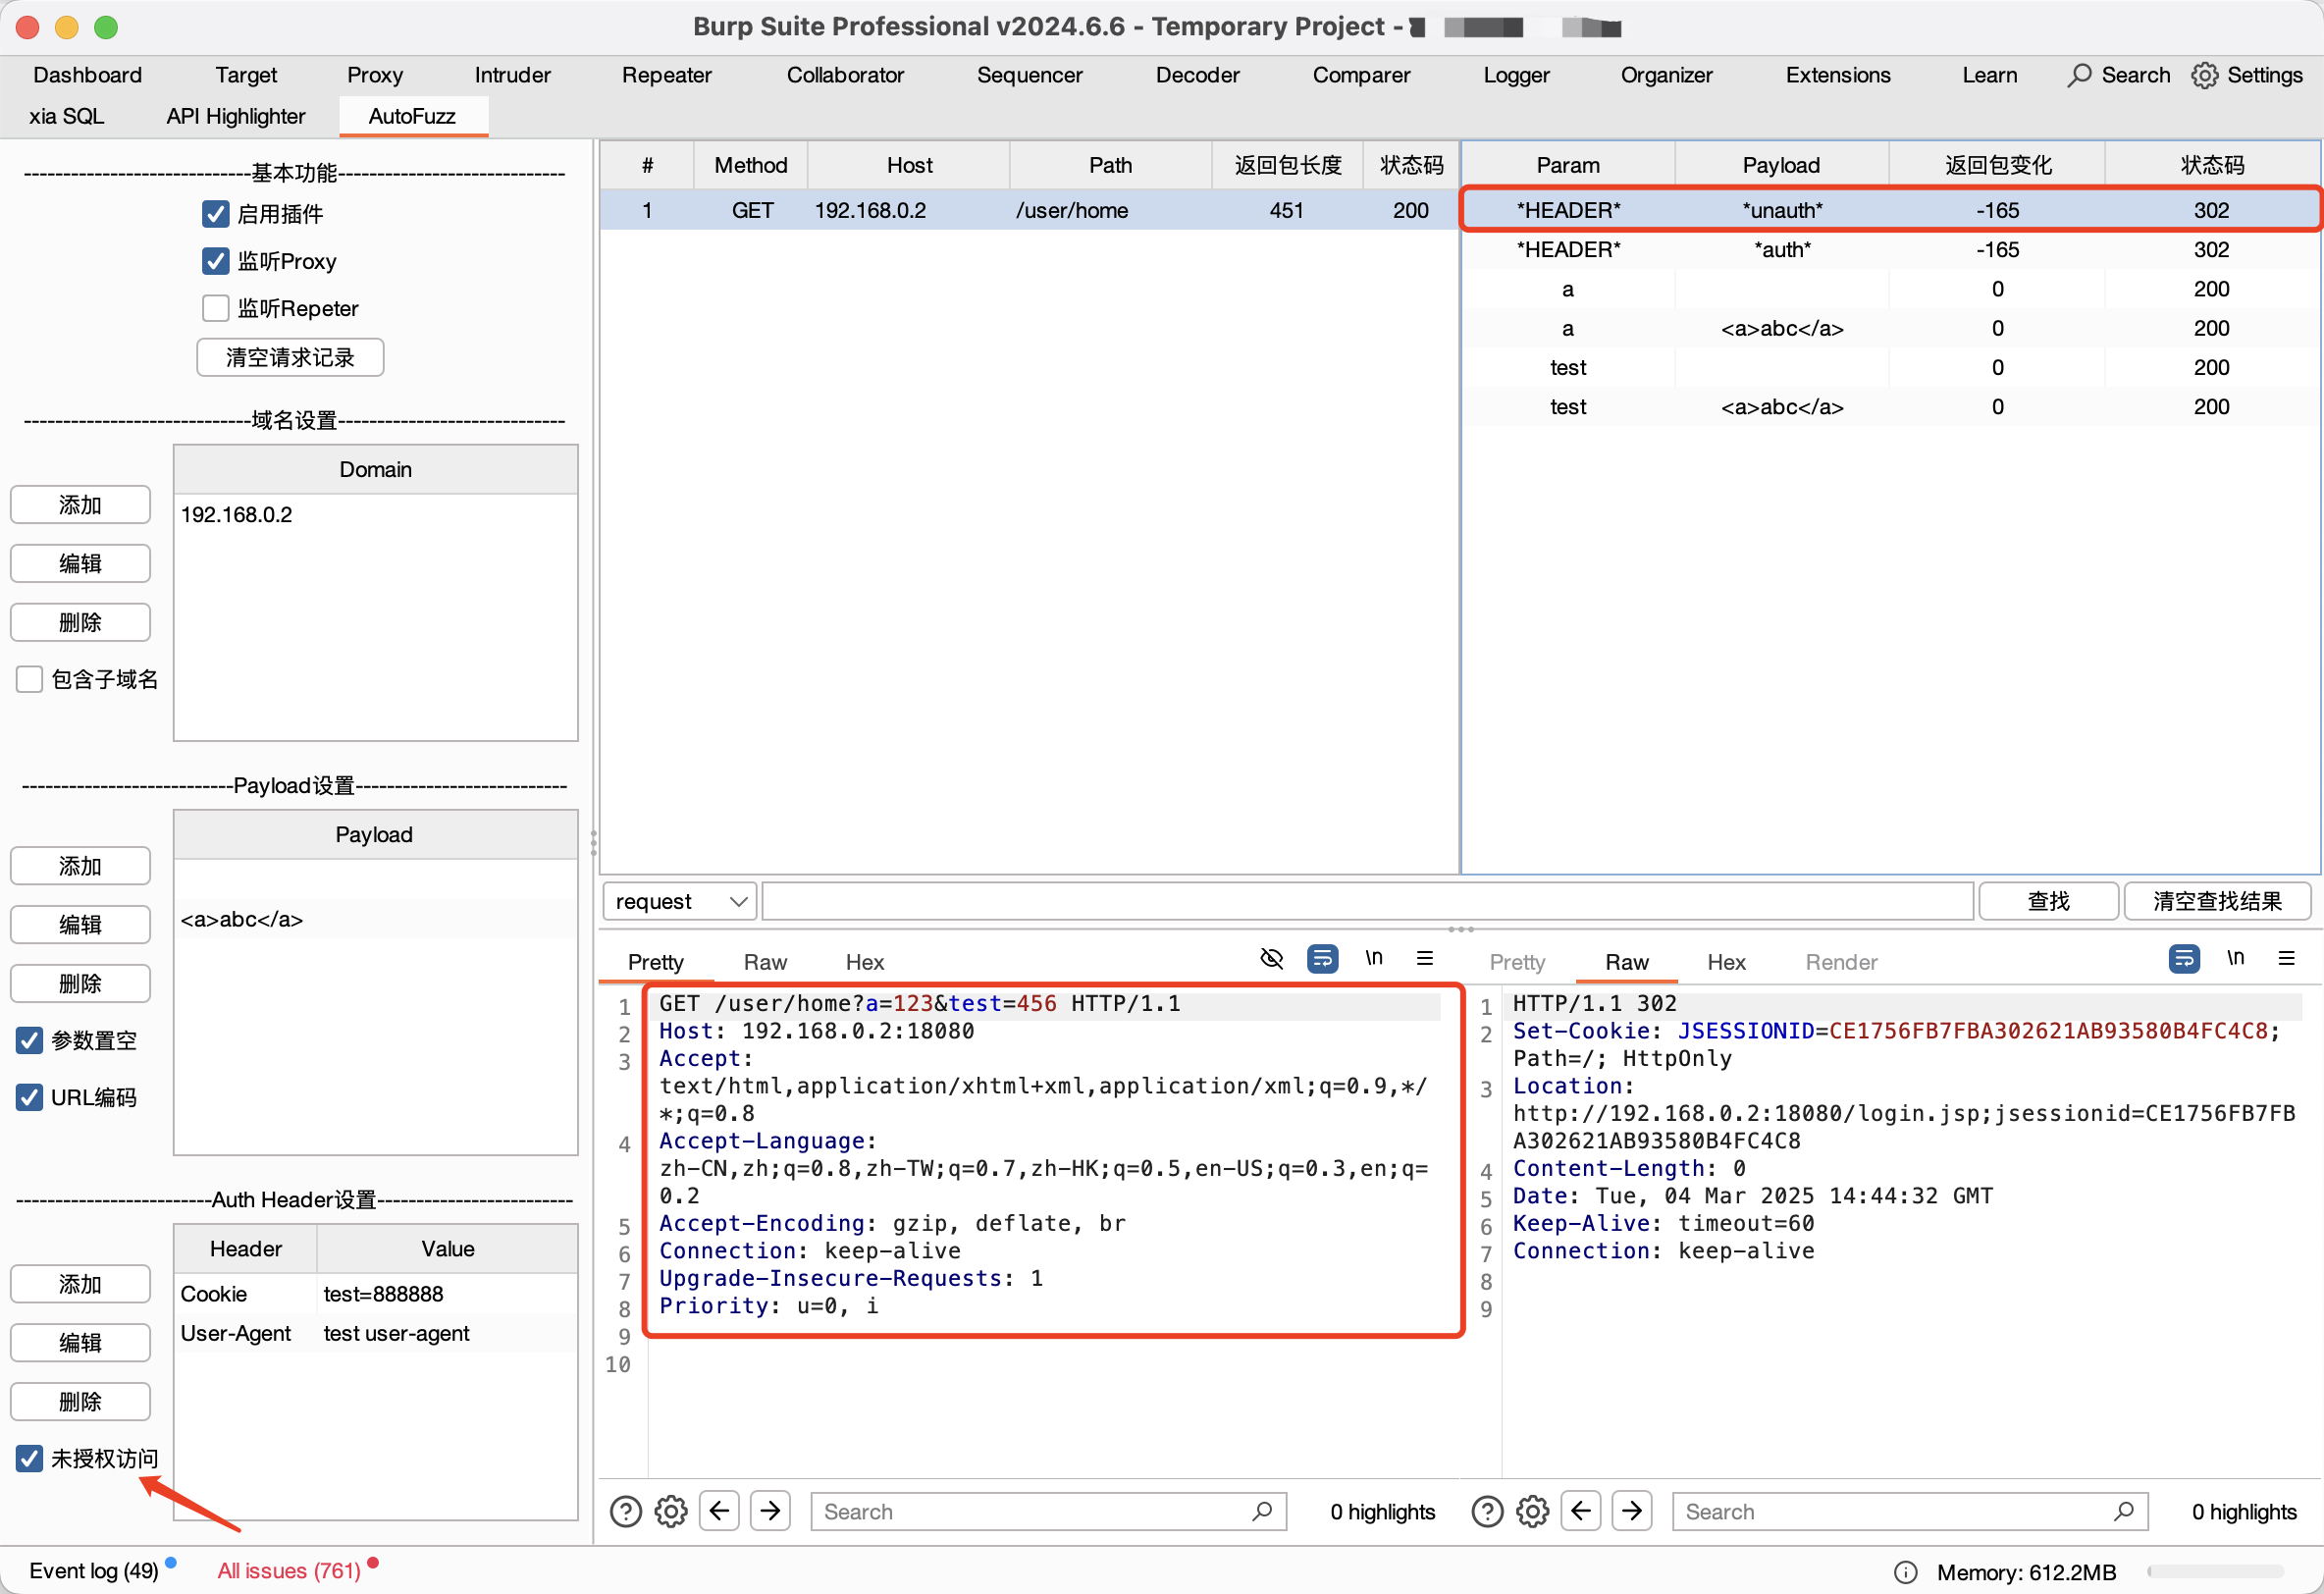 Burp Suite Professional v2024.6.6 - Temporary Project -
Dashboard Target Proxy Intruder Repeater Collaborator Sequencer Decoder Comparer Logger Organizer Extensions Learn Search Settings
xia SQL API Highlighter AutoFuzz
-----------------------------基本功能-----------------------------
启用插件
监听Proxy
监听Repeter
清空请求记录
-----------------------------域名设置-----------------------------
Domain
添加
192.168.0.2
编辑
删除
包含子域名
---------------------------Payload设置---------------------------
Payload
添加
<a>abc</a>
编辑
删除
参数置空
URL编码
-------------------------Auth Header设置-------------------------
Header Value
添加
Cookie test=888888
编辑
User-Agent test user-agent
删除
未授权访问
# Method Host Path 返回包长度 状态码
1 GET 192.168.0.2 /user/home 451 200
Param Payload 返回包变化 状态码
*HEADER* *unauth* -165 302
*HEADER* *auth* -165 302
a 0 200
a <a>abc</a> 0 200
test 0 200
test <a>abc</a> 0 200
request 查找 清空查找结果
Pretty Raw Hex \n
1 GET /user/home?a=123&test=456 HTTP/1.1
2 Host: 192.168.0.2:18080
3 Accept:
text/html,application/xhtml+xml,application/xml;q=0.9,*/
*;q=0.8
4 Accept-Language:
zh-CN,zh;q=0.8,zh-TW;q=0.7,zh-HK;q=0.5,en-US;q=0.3,en;q=
0.2
5 Accept-Encoding: gzip, deflate, br
6 Connection: keep-alive
7 Upgrade-Insecure-Requests: 1
8 Priority: u=0, i
9
10
Search 0 highlights
Pretty Raw Hex Render \n
1 HTTP/1.1 302
2 Set-Cookie: JSESSIONID=CE1756FB7FBA302621AB93580B4FC4C8;
Path=/; HttpOnly
3 Location:
http://192.168.0.2:18080/login.jsp;jsessionid=CE1756FB7FB
A302621AB93580B4FC4C8
4 Content-Length: 0
5 Date: Tue, 04 Mar 2025 14:44:32 GMT
6 Keep-Alive: timeout=60
7 Connection: keep-alive
8
9
Search 0 highlights
Event log (49) All issues (761) Memory: 612.2MB